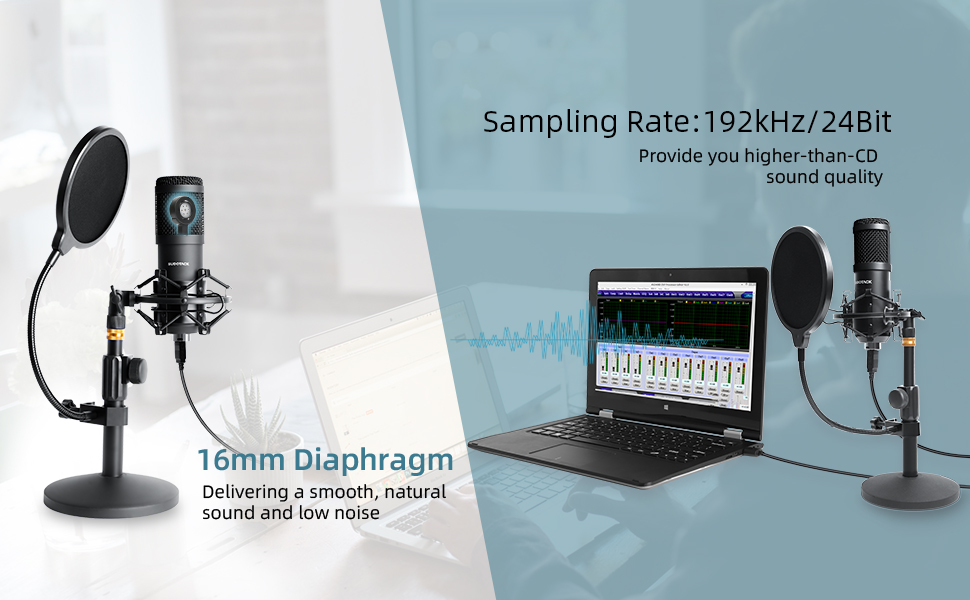 Sampling Rate:192kHz/24Bit
Provide you higher-than-CD
sound quality
16mm Diaphragm
Delivering a smooth, natural
sound and low noise